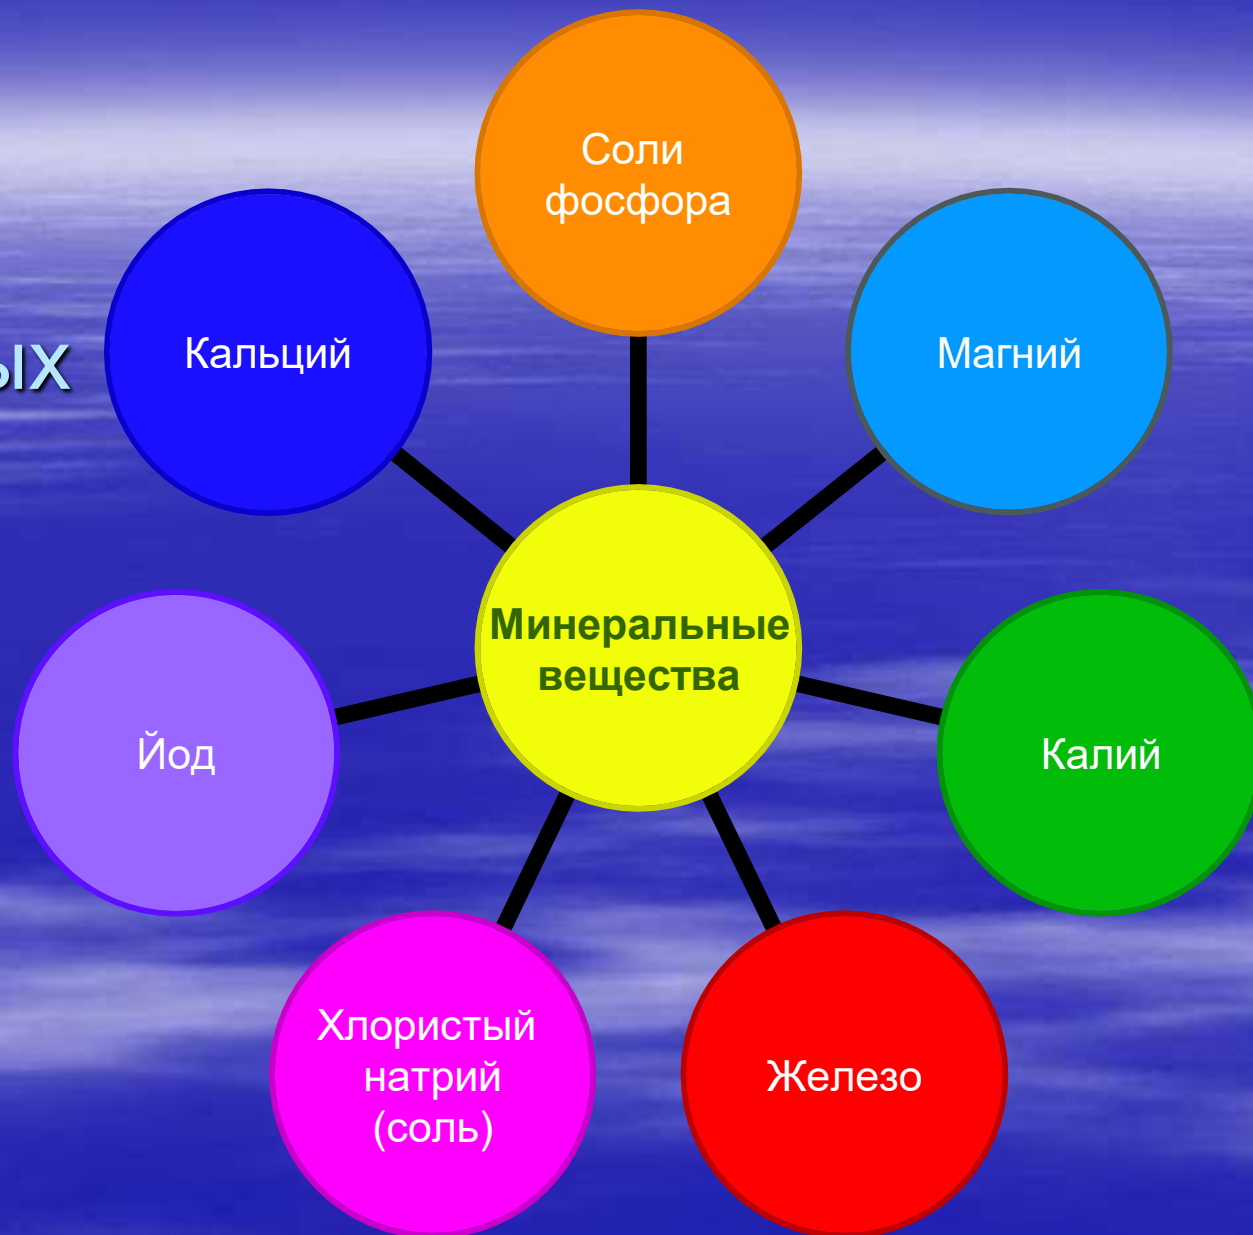 Соли
фосфора
Кальций
Магний
Минеральные
вещества
Йод
Калий
Хлористый
натрий
(соль)
Железо